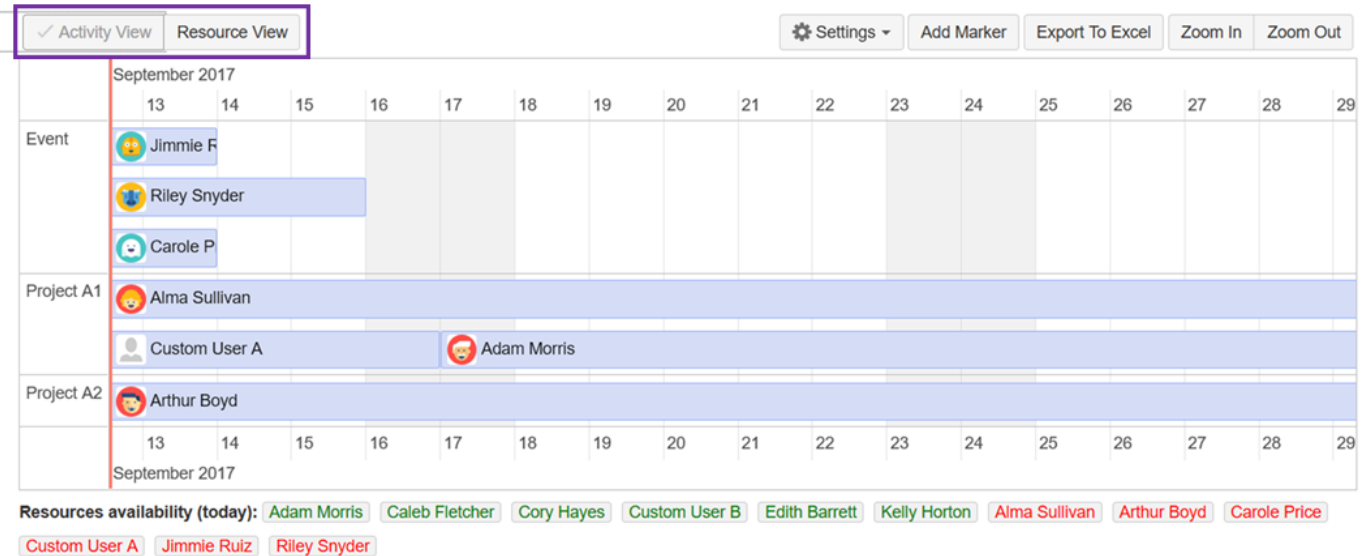 Activity View Resource View Settings Add Marker Export To Excel Zoom In Zoom Out
September 2017
13 14 15 16 17 18 19 20 21 22 23 24 25 26 27 28 29
Event
Jimmie R
Riley Snyder
Carole P
Project A1
Alma Sullivan
Custom User A Adam Morris
Project A2
Arthur Boyd
13 14 15 16 17 18 19 20 21 22 23 24 25 26 27 28 29
September 2017
Resources availability (today): Adam Morris Caleb Fletcher Cory Hayes Custom User B Edith Barrett Kelly Horton Alma Sullivan Arthur Boyd Carole Price
Custom User A Jimmie Ruiz Riley Snyder